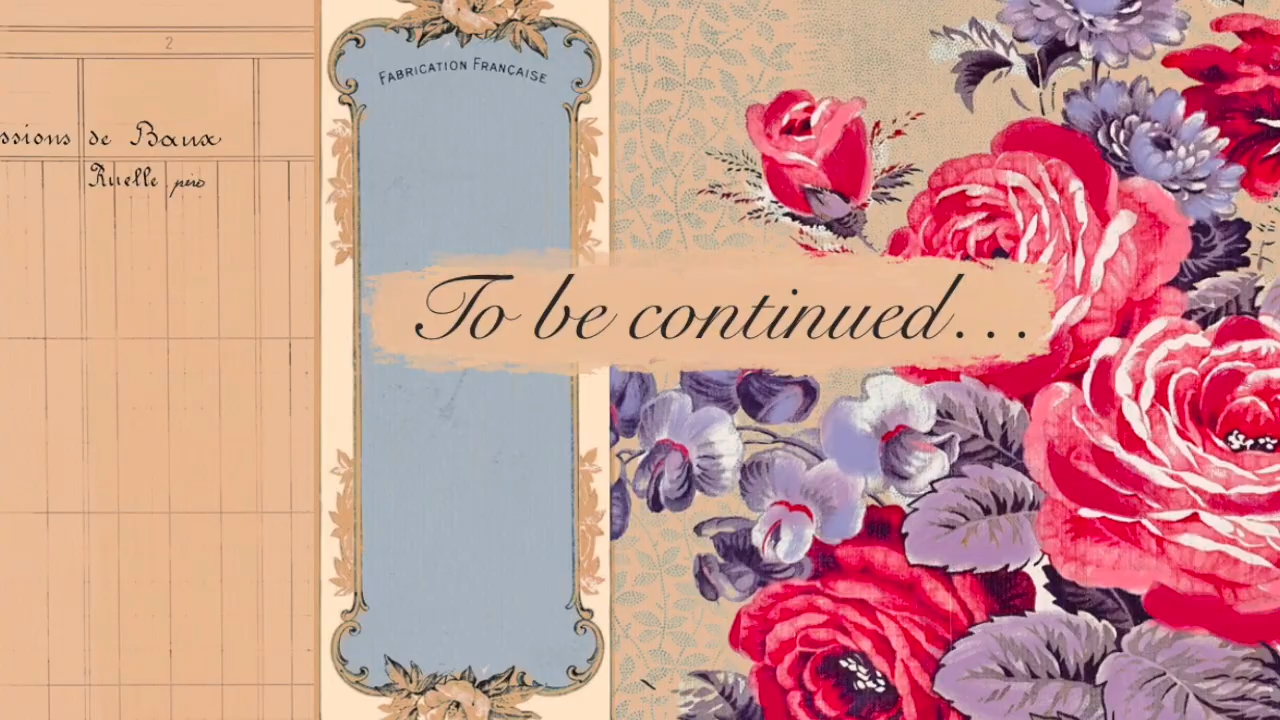 2
ssions de Baux
Ruelle père
FABRICATION FRANÇAISE
To be continued...